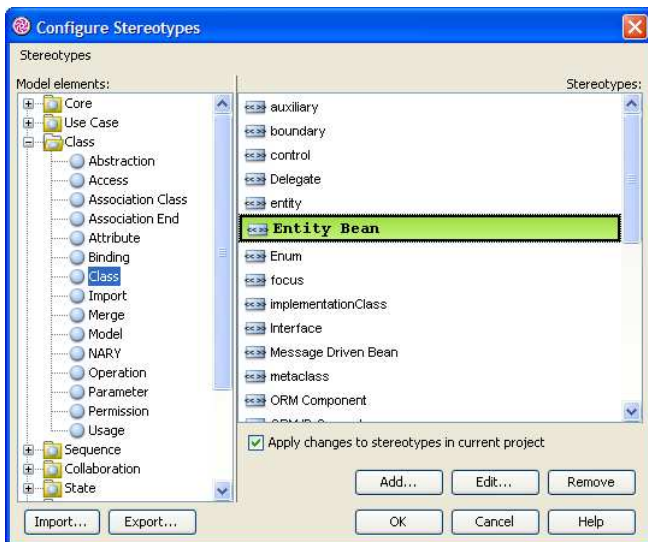 Configure Stereotypes
Stereotypes
Model elements:
Core
Use Case
Class
Abstraction
Access
Association Class
Association End
Attribute
Binding
Class
Import
Merge
Model
NARY
Operation
Parameter
Permission
Usage
Sequence
Collaboration
State
Import...
Export...
Stereotypes:
auxiliary
boundary
control
Delegate
entity
Entity Bean
Enum
focus
implementationClass
Interface
Message Driven Bean
metaclass
ORM Component
Apply changes to stereotypes in current project
Add...
Edit...
Remove
OK
Cancel
Help